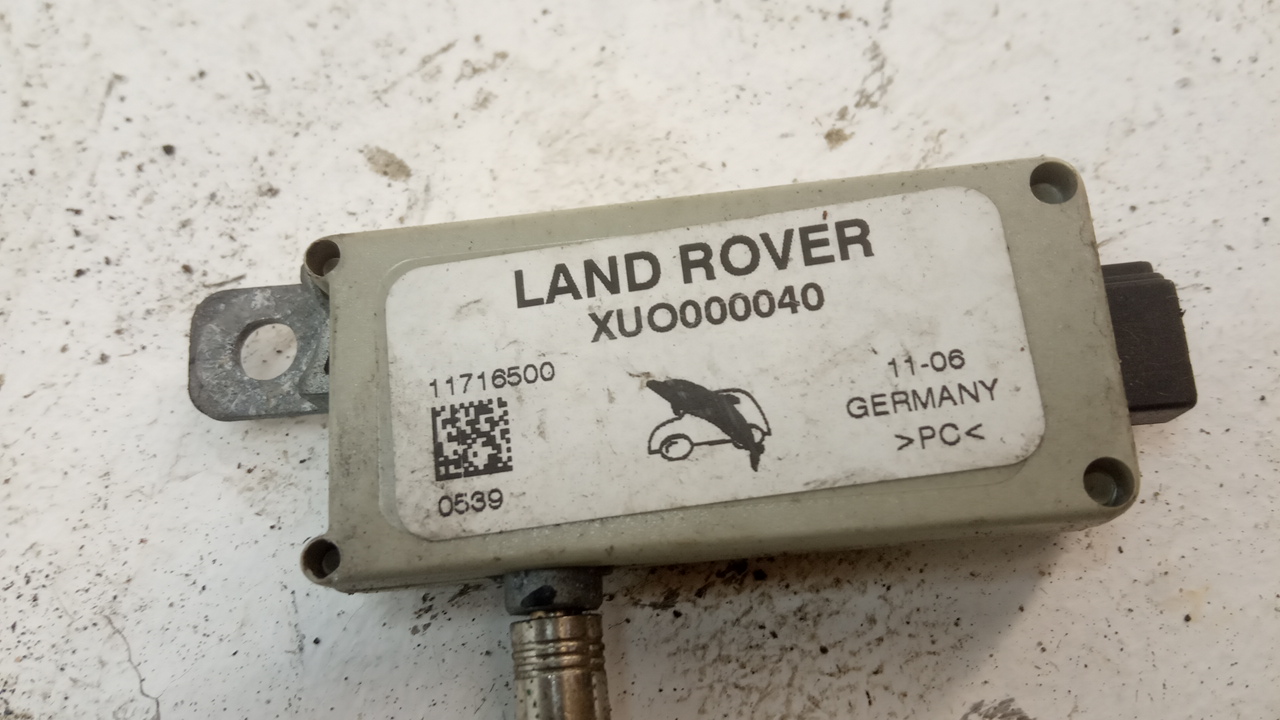 LAND ROVER
XUO000040
11716500
0539
11-06
GERMANY
>PC<